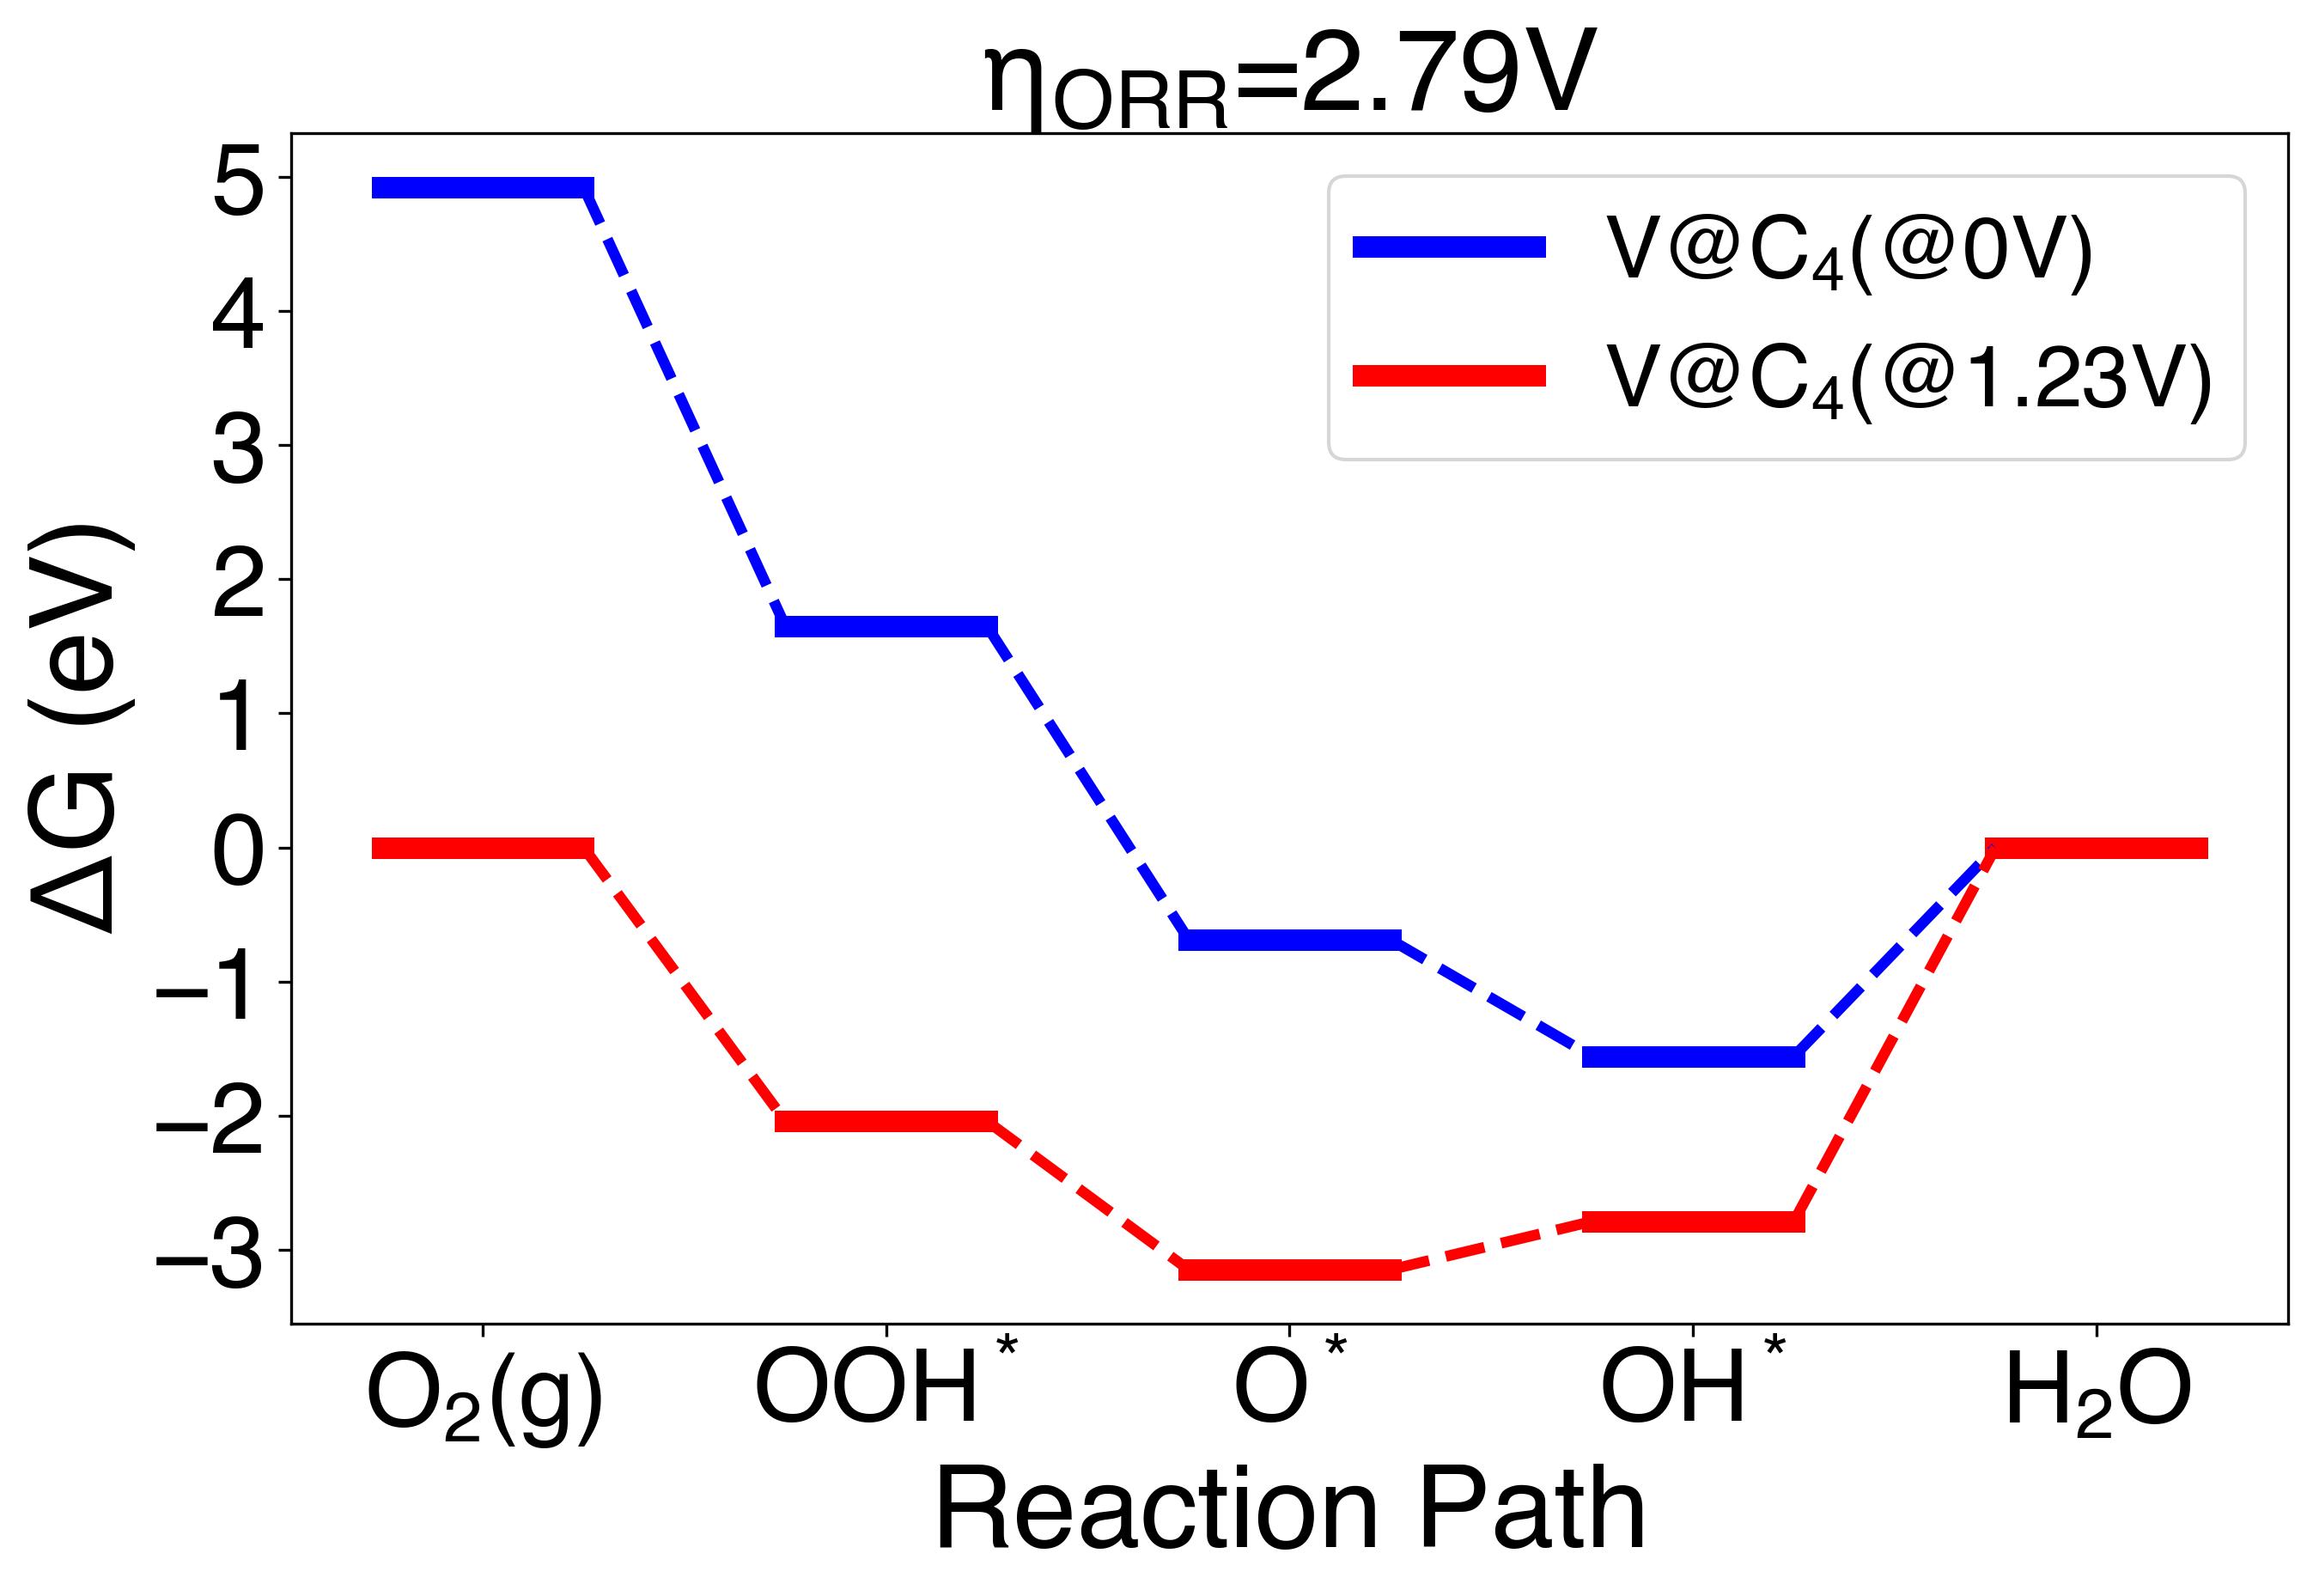 η_ORR=2.79V
V@C₄(@0V)
V@C₄(@1.23V)
ΔG (eV)
5
4
3
2
1
0
−1
−2
−3
O₂(g) OOH* O* OH* H₂O
Reaction Path